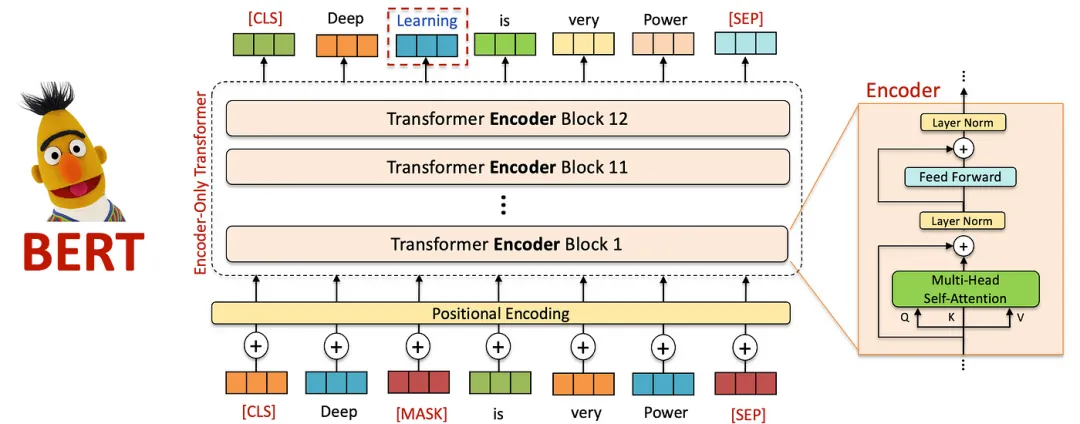 [CLS] Deep Learning is very Power [SEP]
Encoder-Only Transformer
Transformer Encoder Block 12
Transformer Encoder Block 11
Transformer Encoder Block 1
Positional Encoding
[CLS] Deep [MASK] is very Power [SEP]
BERT
Encoder
Layer Norm
Feed Forward
Layer Norm
Multi-Head
Self-Attention
Q K V